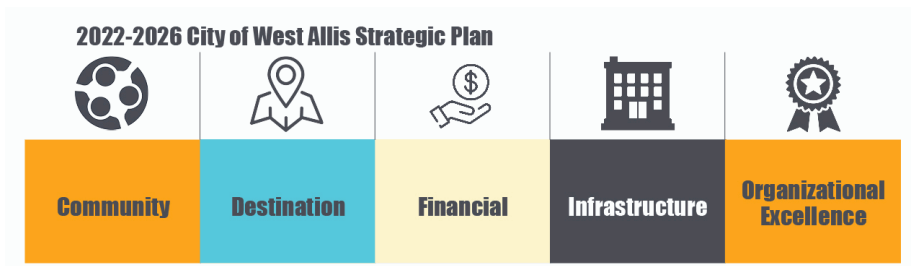 2022-2026 City of West Allis Strategic Plan
$
Community
Destination
Financial
Infrastructure
Organizational
Excellence